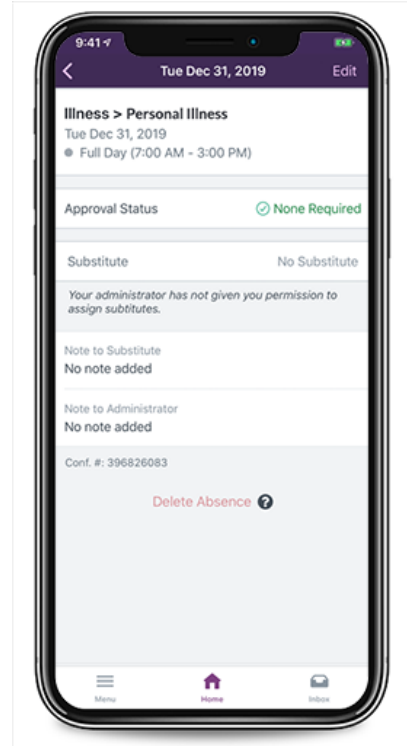 9:41
Tue Dec 31, 2019
Edit
Illness > Personal Illness
Tue Dec 31, 2019
Full Day (7:00 AM - 3:00 PM)
Approval Status
None Required
Substitute
No Substitute
Your administrator has not given you permission to
assign subtitutes.
Note to Substitute
No note added
Note to Administrator
No note added
Conf. #: 396826083
Delete Absence ?
Menu
Home
Inbox